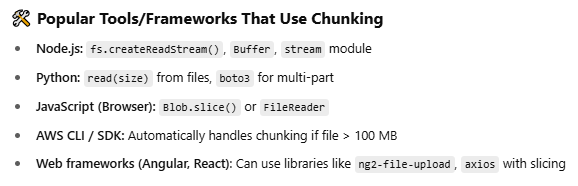 🛠 Popular Tools/Frameworks That Use Chunking
• Node.js: fs.createReadStream(), Buffer, stream module
• Python: read(size) from files, boto3 for multi-part
• JavaScript (Browser): Blob.slice() or FileReader
• AWS CLI / SDK: Automatically handles chunking if file > 100 MB
• Web frameworks (Angular, React): Can use libraries like ng2-file-upload, axios with slicing